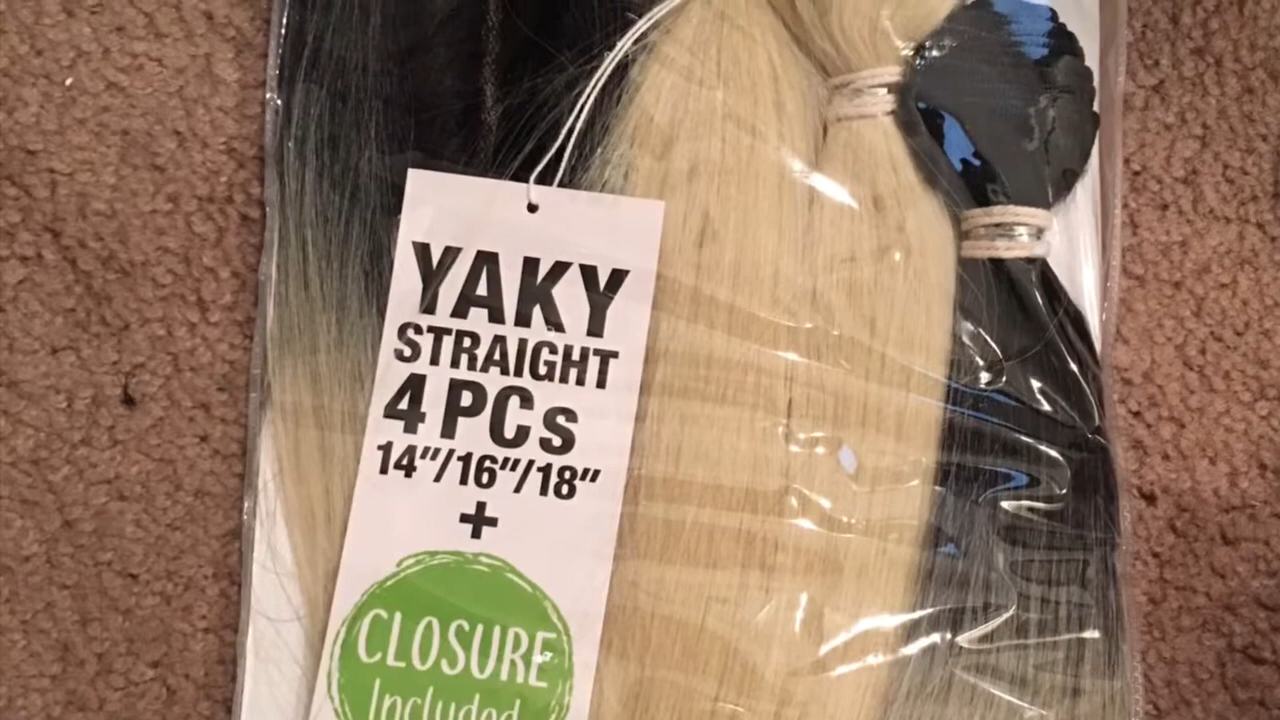 YAKY
STRAIGHT
4 PCs
14"/16"/18"
+
CLOSURE
Included